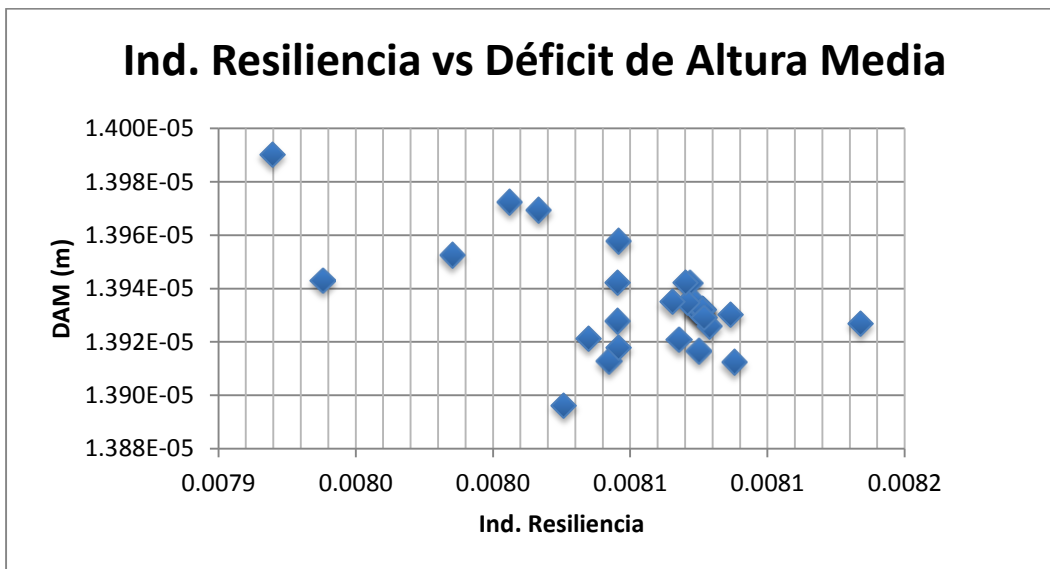 Ind. Resiliencia vs Déficit de Altura Media
1.400E-05
1.398E-05
1.396E-05
1.394E-05
1.392E-05
1.390E-05
1.388E-05
DAM (m)
0.0079 0.0080 0.0080 0.0081 0.0081 0.0082
Ind. Resiliencia